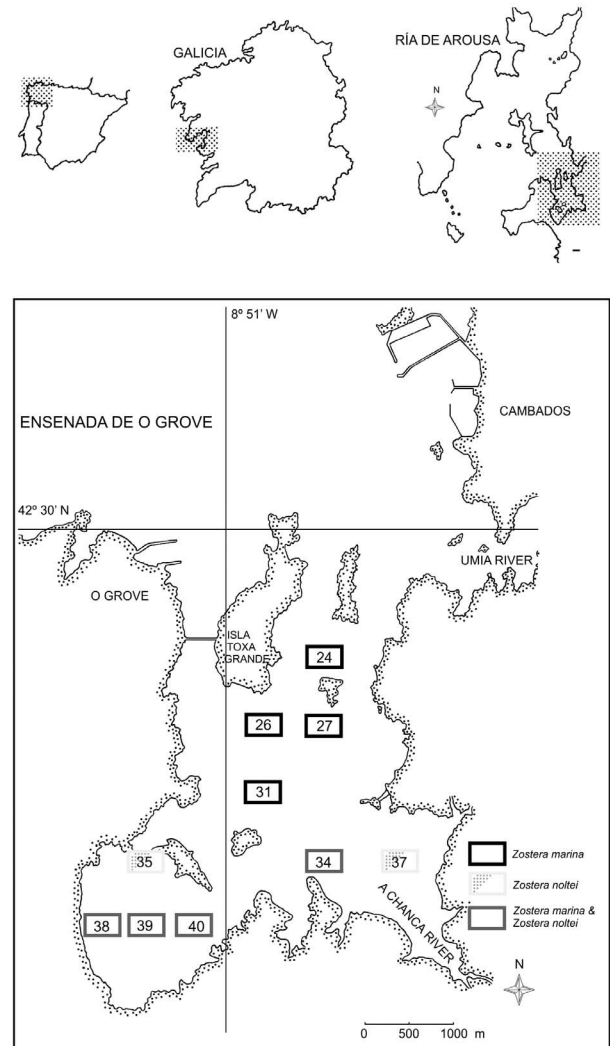 GALICIA
RÍA DE AROUSA
N
8º 51’ W
ENSENADA DE O GROVE
CAMBADOS
42º 30’ N
UMIA RIVER
O GROVE
ISLA
TOXA
GRANDE
24
26
27
31
35
34
37
38
39
40
A CHANCA RIVER
Zostera marina
Zostera noltei
Zostera marina &
Zostera noltei
N
0 500 1000 m